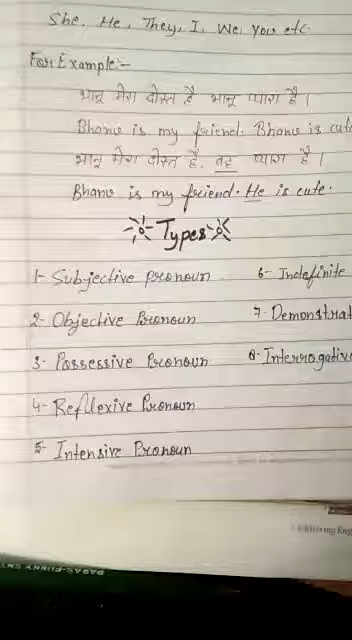 She, He, They, I, We, you etc.
For Example:-
भानू मेरा दोस्त है भानू प्यारा है।
Bhanu is my friend. Bhanu is cute
भानू मेरा दोस्त है, वह प्यारा है।
Bhanu is my friend. He is cute.
Types
1- Subjective pronoun
6- Indefinite
2- Objective Pronoun
7- Demonstrat
3- Possessive Pronoun
8- Interrogative
4- Reflexive Pronoun
5- Intensive Pronoun